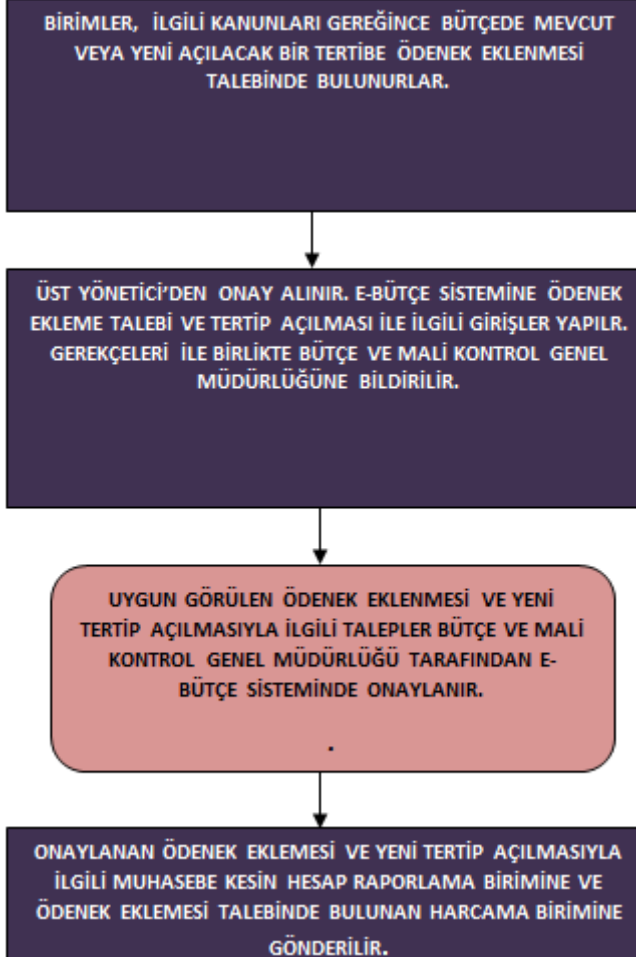 BİRİMLER, İLGİLİ KANUNLARI GEREĞİNCE BÜTÇEDE MEVCUT
VEYA YENİ AÇILACAK BİR TERTİBE ÖDENEK EKLENMESİ
TALEBİNDE BULUNURLAR.
ÜST YÖNETİCİ'DEN ONAY ALINIR. E-BÜTÇE SİSTEMİNE ÖDENEK
EKLEME TALEBİ VE TERTİP AÇILMASI İLE İLGİLİ GİRİŞLER YAPILR.
GEREKÇELERİ İLE BİRLİKTE BÜTÇE VE MALİ KONTROL GENEL
MÜDÜRLÜĞÜNE BİLDİRİLİR.
UYGUN GÖRÜLEN ÖDENEK EKLENMESİ VE YENİ
TERTİP AÇILMASIYLA İLGİLİ TALEPLER BÜTÇE VE MALİ
KONTROL GENEL MÜDÜRLÜĞÜ TARAFINDAN E-
BÜTÇE SİSTEMİNDE ONAYLANIR.
.
ONAYLANAN ÖDENEK EKLEMESİ VE YENİ TERTİP AÇILMASIYLA
İLGİLİ MUHASEBE KESİN HESAP RAPORLAMA BİRİMİNE VE
ÖDENEK EKLEMESİ TALEBİNDE BULUNAN HARCAMA BİRİMİNE
GÖNDERİLİR.